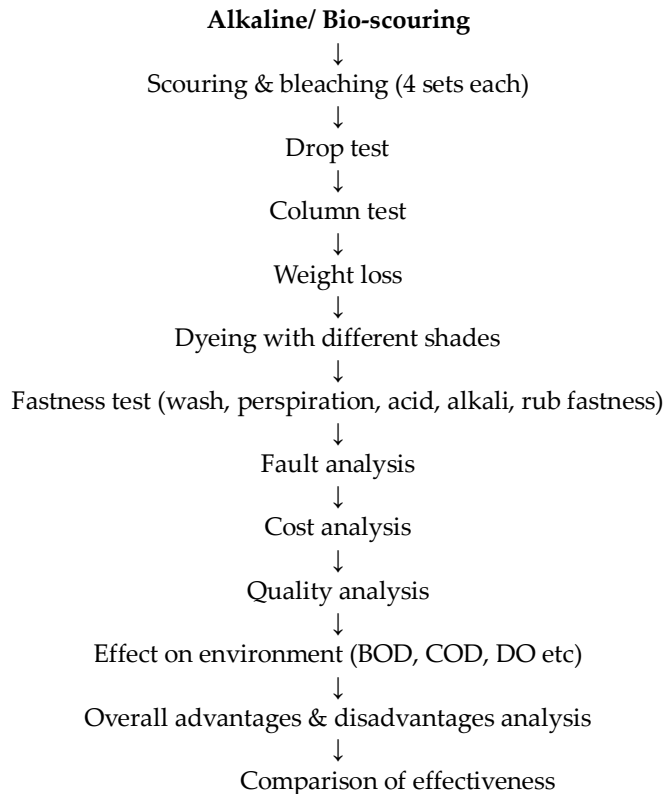 Alkaline/ Bio-scouring
↓
Scouring & bleaching (4 sets each)
↓
Drop test
↓
Column test
↓
Weight loss
↓
Dyeing with different shades
↓
Fastness test (wash, perspiration, acid, alkali, rub fastness)
↓
Fault analysis
↓
Cost analysis
↓
Quality analysis
↓
Effect on environment (BOD, COD, DO etc)
↓
Overall advantages & disadvantages analysis
↓
Comparison of effectiveness